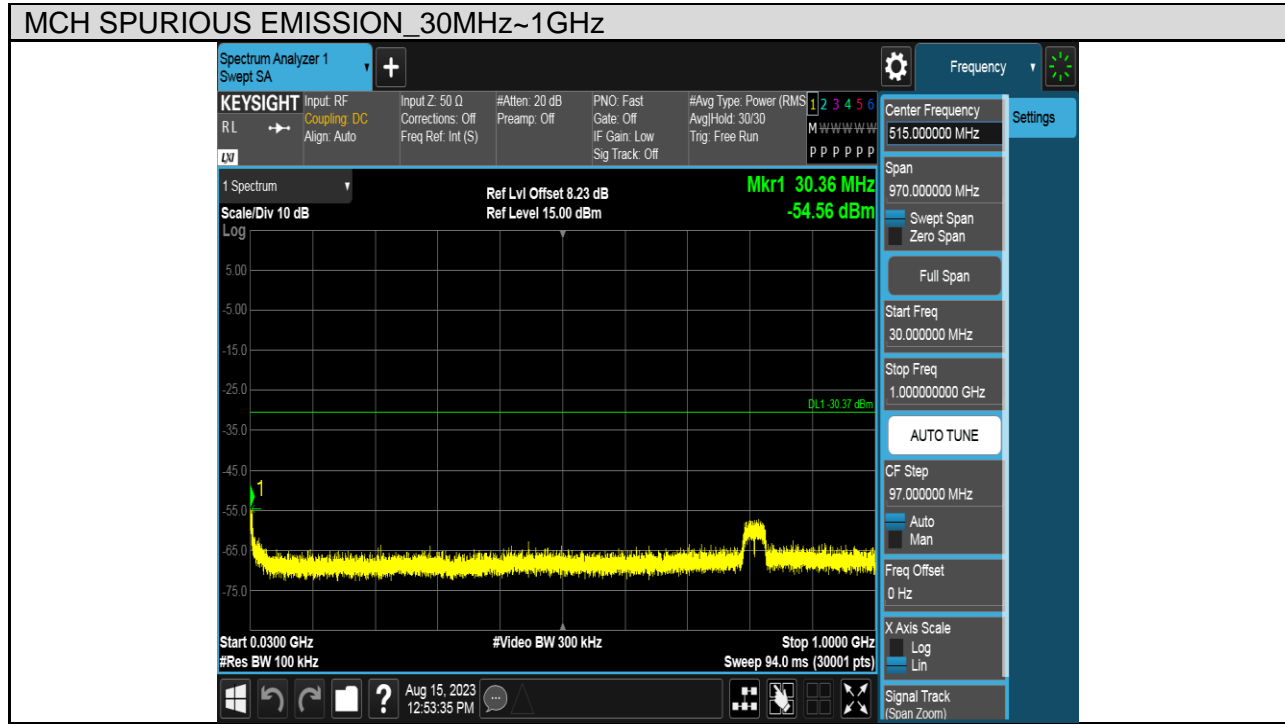 MCH SPURIOUS EMISSION_30MHz~1GHz
Spectrum Analyzer 1
Swept SA
+
Frequency
KEYSIGHT
RL
LXI
Input: RF
Coupling: DC
Align: Auto
Input Z: 50 Ω
Corrections: Off
Freq Ref: Int (S)
#Atten: 20 dB
Preamp: Off
PNO: Fast
Gate: Off
IF Gain: Low
Sig Track: Off
#Avg Type: Power (RMS
Avg|Hold: 30/30
Trig: Free Run
1 2 3 4 5 6
M W W W W W
P P P P P P
1 Spectrum
Scale/Div 10 dB
Log
Ref Lvl Offset 8.23 dB
Ref Level 15.00 dBm
Mkr1 30.36 MHz
-54.56 dBm
5.00
-5.00
-15.0
-25.0
DL1 -30.37 dBm
-35.0
-45.0
1
-55.0
-65.0
-75.0
Start 0.0300 GHz
#Res BW 100 kHz
#Video BW 300 kHz
Stop 1.0000 GHz
Sweep 94.0 ms (30001 pts)
?
Aug 15, 2023
12:53:35 PM
Center Frequency
515.000000 MHz
Span
970.000000 MHz
Swept Span
Zero Span
Full Span
Start Freq
30.000000 MHz
Stop Freq
1.000000000 GHz
AUTO TUNE
CF Step
97.000000 MHz
Auto
Man
Freq Offset
0 Hz
X Axis Scale
Log
Lin
Signal Track
(Span Zoom)
Settings